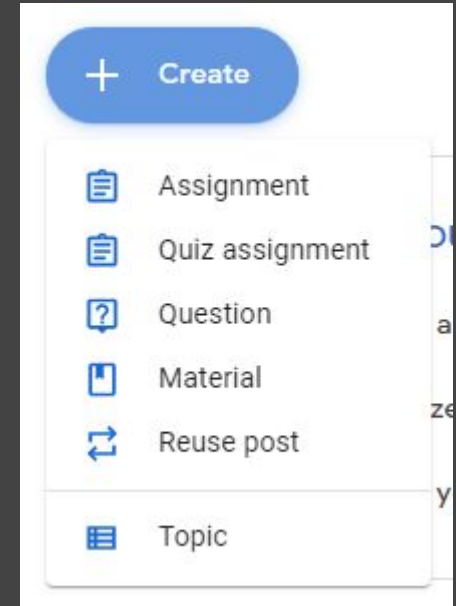 Create
Assignment
Quiz assignment
Question
Material
Reuse post
Topic